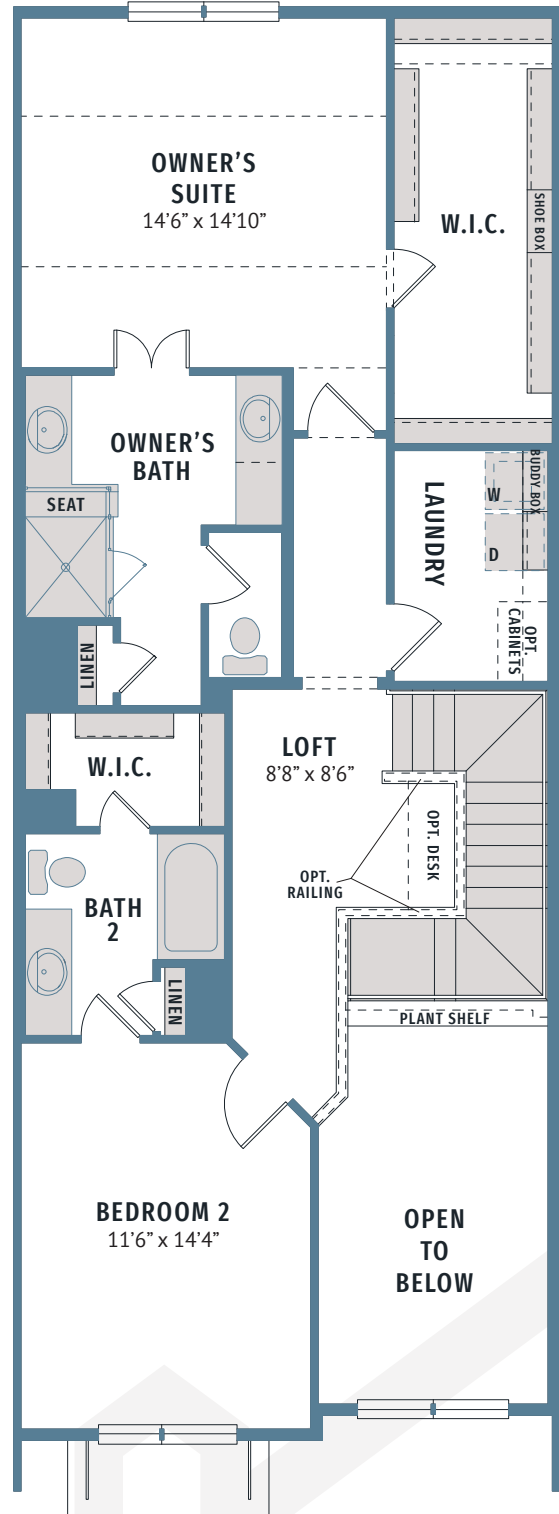 OWNER'S
SUITE
14'6" x 14'10"
W.I.C.
SHOE BOX
OWNER'S
BATH
SEAT
LINEN
LAUNDRY
W
D
BUDDY BOX
OPT.
CABINETS
LOFT
8'8" x 8'6"
W.I.C.
OPT. DESK
OPT.
RAILING
BATH
2
LINEN
PLANT SHELF
BEDROOM 2
11'6" x 14'4"
OPEN
TO
BELOW